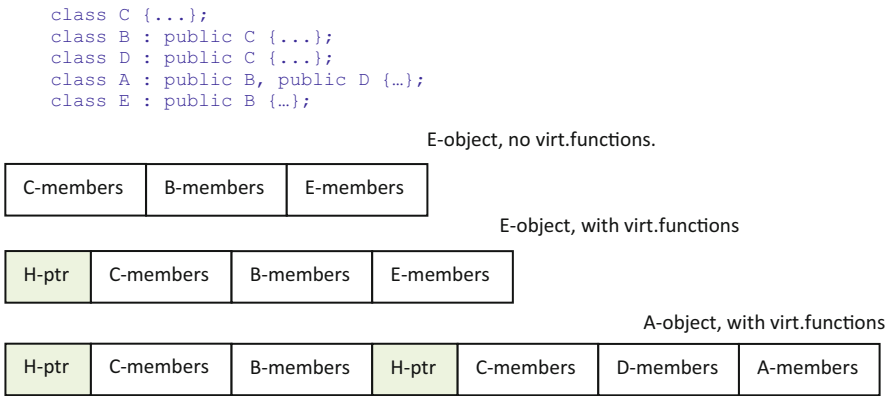 class C {...};
class B : public C {...};
class D : public C {...};
class A : public B, public D {…};
class E : public B {…};
E-object, no virt.functions.
C-members B-members E-members
E-object, with virt.functions
H-ptr C-members B-members E-members
A-object, with virt.functions
H-ptr C-members B-members H-ptr C-members D-members A-members